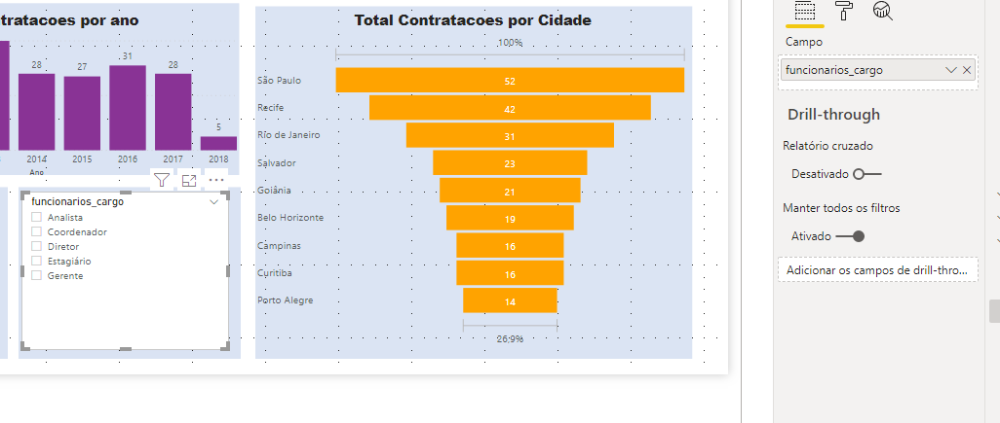 tratacoes por ano
28
27
31
28
5
2014
2015
2016
2017
2018
Ano
funcionarios_cargo
Analista
Coordenador
Diretor
Estagiário
Gerente
Total Contratacoes por Cidade
100%
São Paulo 52
Recife 42
Rio de Janeiro 31
Salvador 23
Goiânia 21
Belo Horizonte 19
Campinas 16
Curitiba 16
Porto Alegre 14
26,9%
Campo
funcionarios_cargo
Drill-through
Relatório cruzado
Desativado
Manter todos os filtros
Ativado
Adicionar os campos de drill-thro...